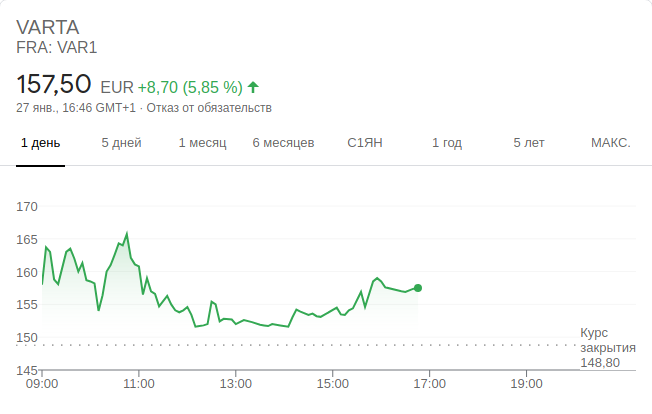 VARTA
FRA: VAR1
157,50 EUR +8,70 (5,85 %)
27 янв., 16:46 GMT+1 · Отказ от обязательств
1 день 5 дней 1 месяц 6 месяцев С1ЯН 1 год 5 лет МАКС.
170
165
160
155
150
145
Курс
закрытия
148,80
09:00 11:00 13:00 15:00 17:00 19:00